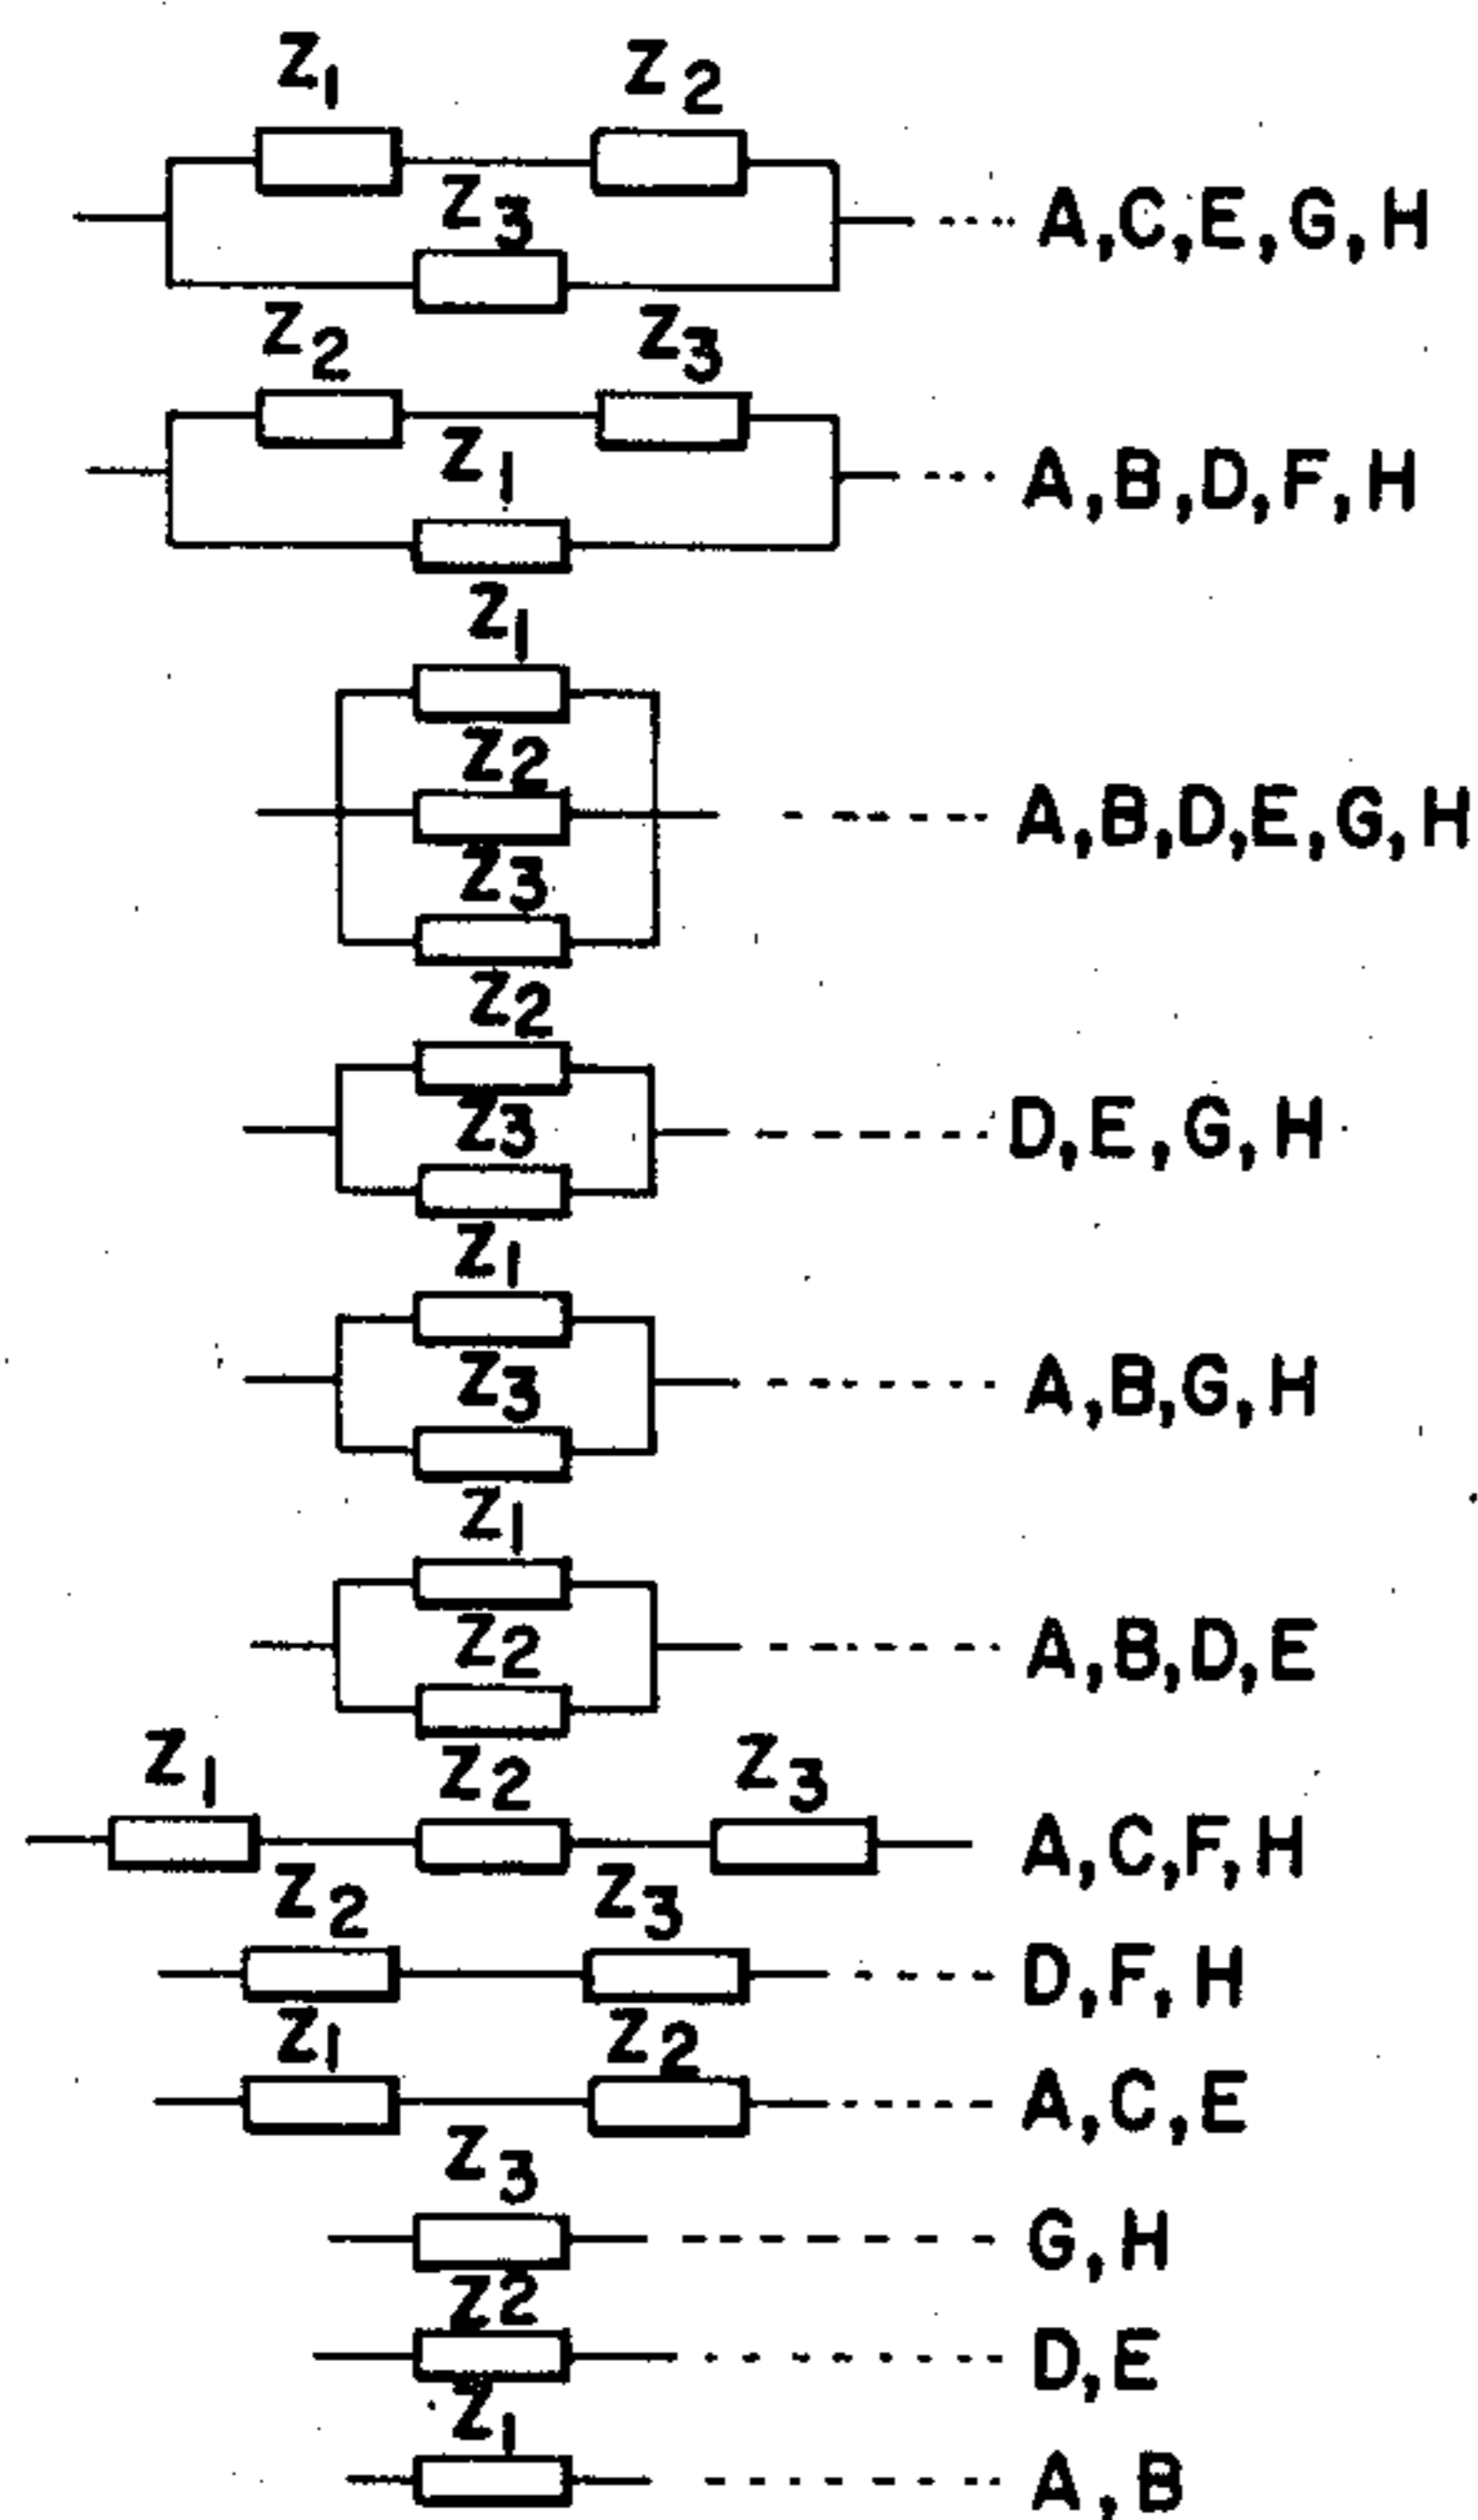 Z1 Z2
Z3
A,C,E,G,H
Z2 Z3
Z1
A,B,D,F,H
Z1
Z2
Z3
A,B,D,E,G,H
Z2
Z3
D,E,G,H
Z1
Z3
A,B,G,H
Z1
Z2
A,B,D,E
Z1 Z2 Z3
A,C,F,H
Z2 Z3
D,F,H
Z1 Z2
A,C,E
Z3
G,H
Z2
D,E
Z1
A,B